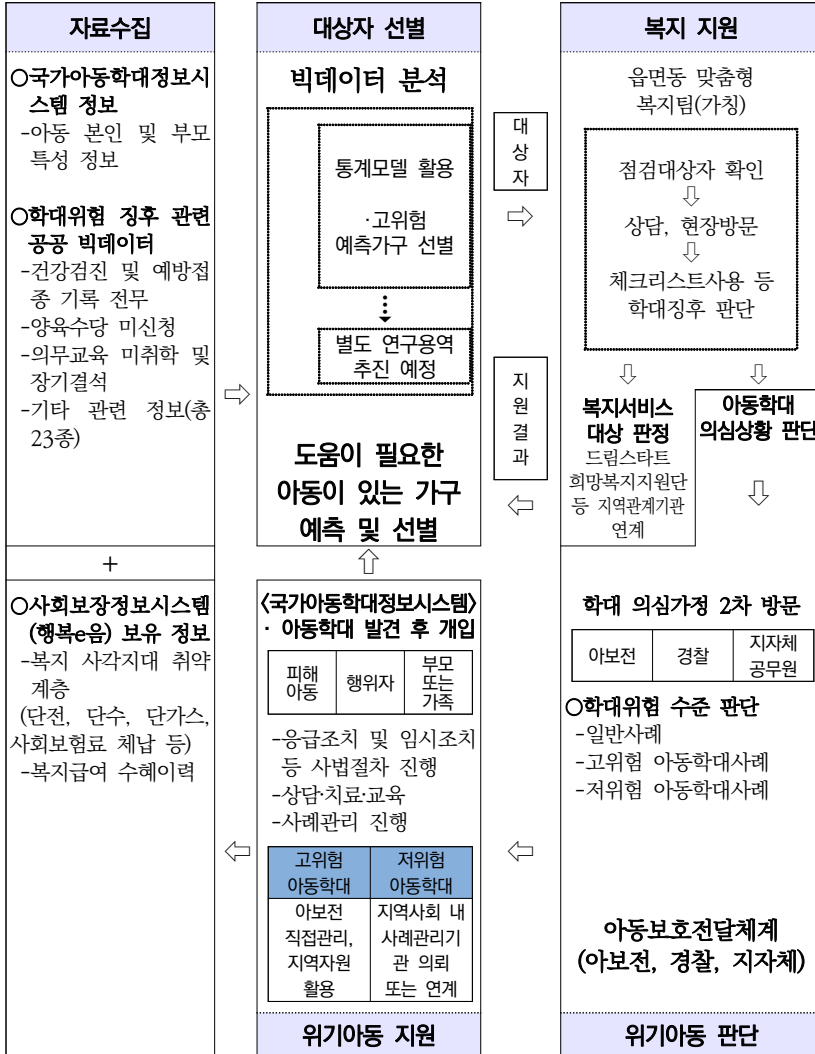 자료수집
○국가아동학대정보시
스템 정보
-아동 본인 및 부모
특성 정보
○학대위험 징후 관련
공공 빅데이터
-건강검진 및 예방접
종 기록 전무
-양육수당 미신청
-의무교육 미취학 및
장기결석
-기타 관련 정보(총
23종)
+
○사회보장정보시스템
(행복e음) 보유 정보
-복지 사각지대 취약
계층
(단전, 단수, 단가스,
사회보험료 체납 등)
-복지급여 수혜이력
⇨
⇦
대상자 선별
빅데이터 분석
통계모델 활용
·고위험
예측가구 선별
별도 연구용역
추진 예정
도움이 필요한
아동이 있는 가구
예측 및 선별
⇧
<국가아동학대정보시스템>
· 아동학대 발견 후 개입
피해
아동
행위자
부모
또는
가족
-응급조치 및 임시조치
등 사법절차 진행
-상담·치료·교육
-사례관리 진행
고위험
아동학대
저위험
아동학대
아보전
직접관리,
지역자원
활용
지역사회 내
사례관리기
관 의뢰
또는 연계
위기아동 지원
대
상
자
⇨
지
원
결
과
⇦
⇦
복지 지원
읍면동 맞춤형
복지팀(가칭)
점검대상자 확인
⇩
상담, 현장방문
⇩
체크리스트사용 등
학대징후 판단
⇩
⇩
복지서비스
대상 판정
드림스타트
희망복지지원단
등 지역관계기관
연계
아동학대
의심상황 판단
⇩
학대 의심가정 2차 방문
아보전
경찰
지자체
공무원
○학대위험 수준 판단
-일반사례
-고위험 아동학대사례
-저위험 아동학대사례
아동보호전달체계
(아보전, 경찰, 지자체)
위기아동 판단